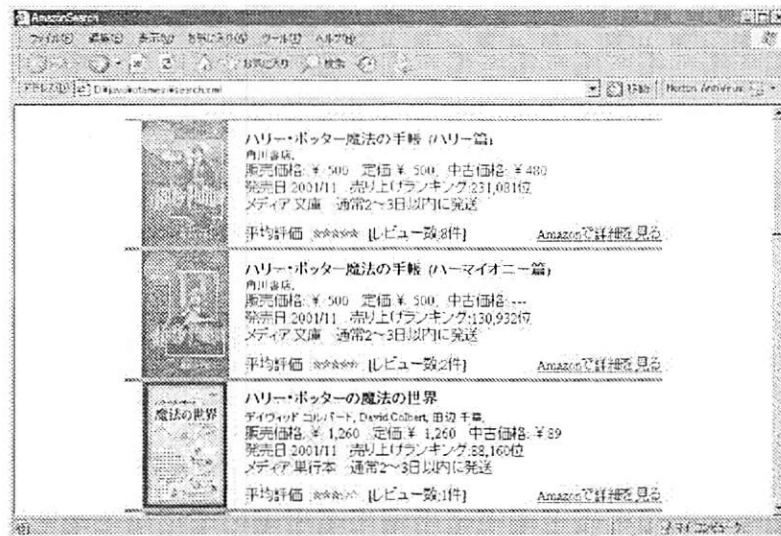 AmazonSearch
ファイル(F) 編集(E) 表示(V) お気に入り(A) ツール(T) ヘルプ(H)
お気に入り 検索
アドレス(D) 移動 Norton AntiVirus
ハリー・ポッター魔法の手帳 (ハリー篇)
角川書店,
販売価格: ¥ 500 定価 ¥ 500 中古価格: ¥480
発売日:2001/11 売り上げランキング:231,081位
メディア:文庫 通常2～3日以内に発送
平均評価 ☆☆☆☆☆ [レビュー数:8件] Amazonで詳細を見る
ハリー・ポッター魔法の手帳 (ハーマイオニー篇)
角川書店,
販売価格: ¥ 500 定価 ¥ 500 中古価格: ---
発売日:2001/11 売り上げランキング:130,932位
メディア:文庫 通常2～3日以内に発送
平均評価 ☆☆☆☆☆ [レビュー数:2件] Amazonで詳細を見る
魔法の世界
ハリー・ポッターの魔法の世界
デイヴィッド コルバート, David Colbert, 田辺 千幸,
販売価格: ¥ 1,260 定価: ¥ 1,260 中古価格: ¥89
発売日:2001/11 売り上げランキング:88,160位
メディア:単行本 通常2～3日以内に発送
平均評価 [レビュー数:1件] Amazonで詳細を見る
マイ コンピュータ